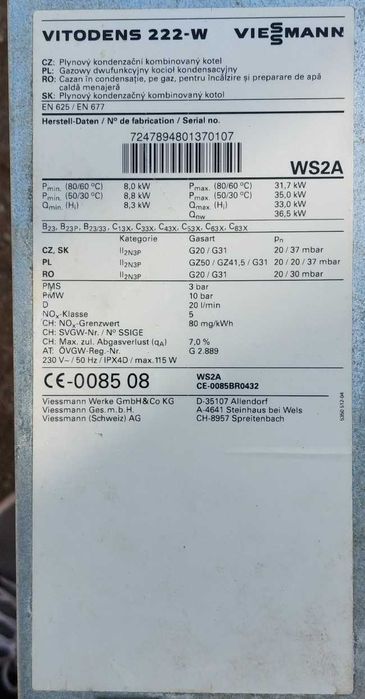 VITODENS 222-W VIESSMANN
CZ: Plynový kondenzační kombinovaný kotel
PL: Gazowy dwufunkcyjny kocioł kondensacyjny
RO: Cazan în condensație, pe gaz, pentru încălzire și preparare de apă
caldă menajeră
SK: Plynový kondenzačný kombinovaný kotol
EN 625 / EN 677
Herstell-Daten / N° de fabrication / Serial no.
7247894801370107
WS2A
Pmin. (80/60 °C) 8,0 kW Pmax. (80/60 °C) 31,7 kW
Pmin. (50/30 °C) 8,8 kW Pmax. (50/30 °C) 35,0 kW
Qmin. (Hi) 8,3 kW Qmax. (Hi) 33,0 kW
Qnw 36,5 kW
B23, B23P, B23/33, C13X, C33X, C43X, C53X, C63X, C83X
Kategorie Gasart Pn
CZ, SK II2N3P G20 / G31 20 / 37 mbar
PL II2N3P GZ50 / GZ41,5 / G31 20 / 20 / 37 mbar
RO II2N3P G20 / G31 20 / 30 mbar
PMS 3 bar
PMW 10 bar
D 20 l/min
NOx-Klasse 5
CH: NOx-Grenzwert 80 mg/kWh
CH: SVGW-Nr. / N° SSIGE
CH: Max. zul. Abgasverlust (qA) 7,0 %
AT: ÖVGW-Reg.-Nr. G 2.889
230 V~ / 50 Hz / IPX4D / max. 115 W
CE-0085 08 WS2A
CE-0085BR0432
Viessmann Werke GmbH&Co KG D-35107 Allendorf
Viessmann Ges.m.b.H. A-4641 Steinhaus bei Wels
Viessmann (Schweiz) AG CH-8957 Spreitenbach